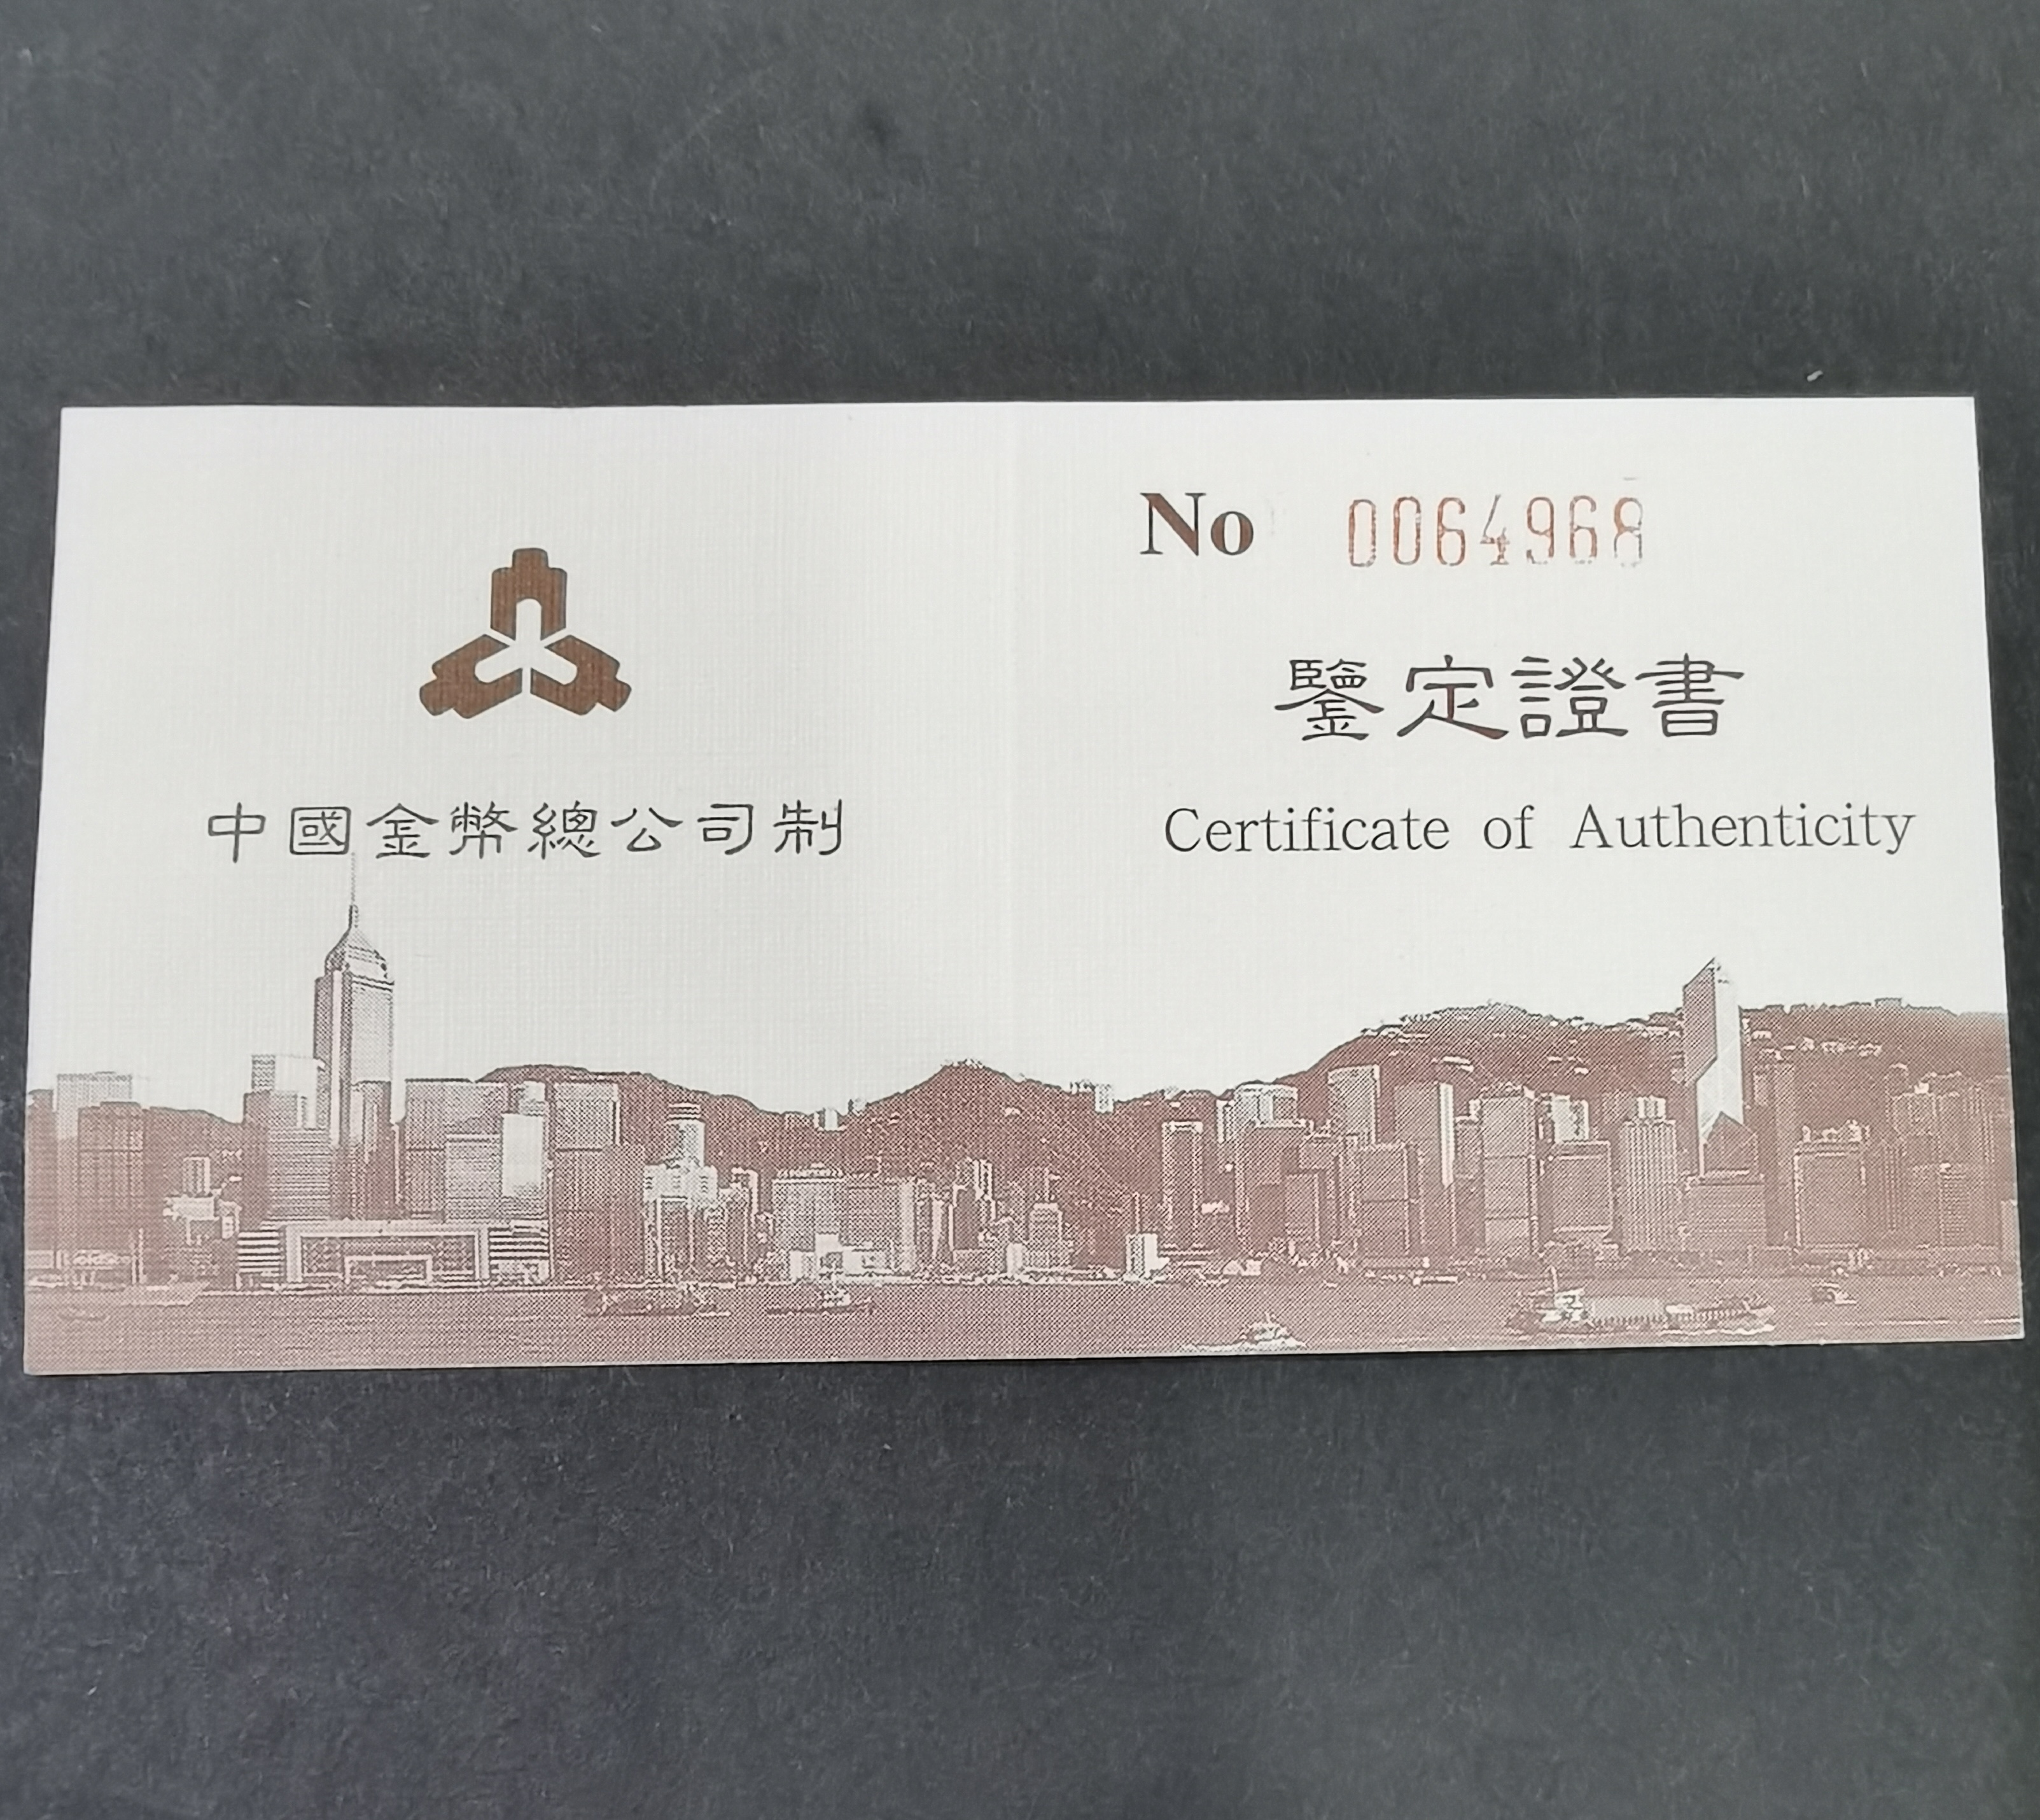 中國金幣總公司制
No 0064968
鑒定證書
Certificate of Authenticity